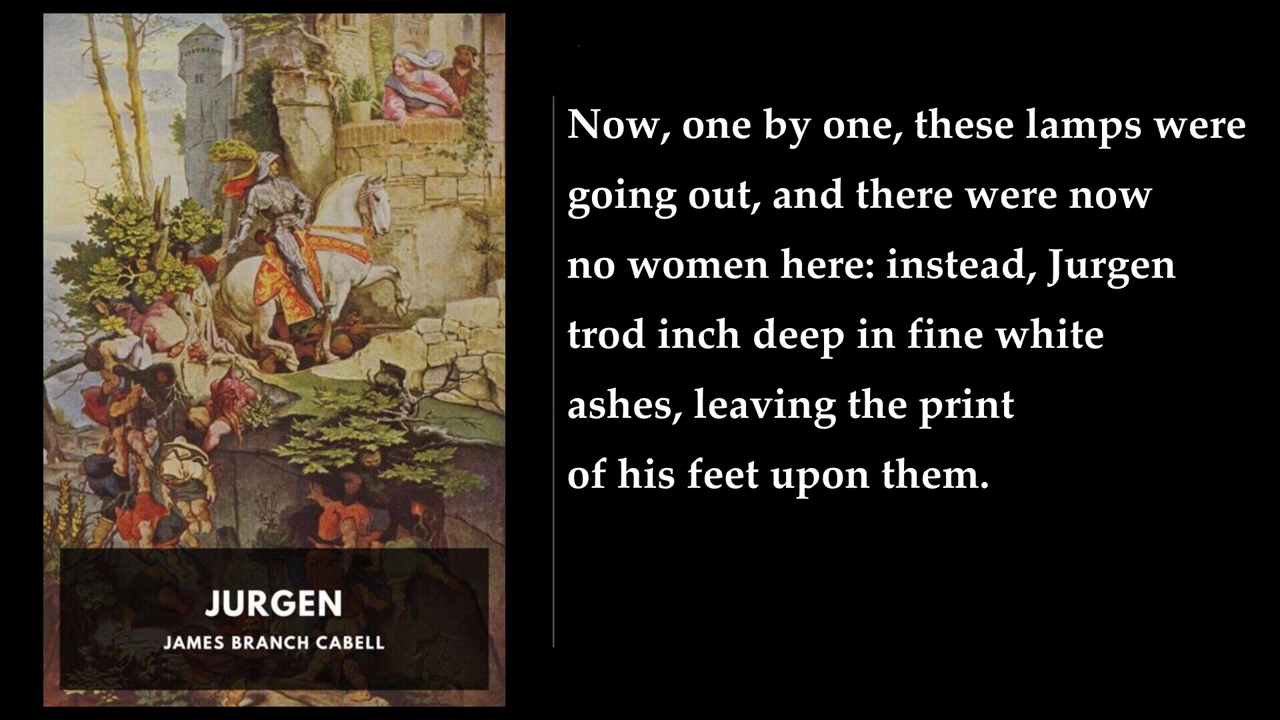 Now, one by one, these lamps were
going out, and there were now
no women here: instead, Jurgen
trod inch deep in fine white
ashes, leaving the print
of his feet upon them.
JURGEN
JAMES BRANCH CABELL